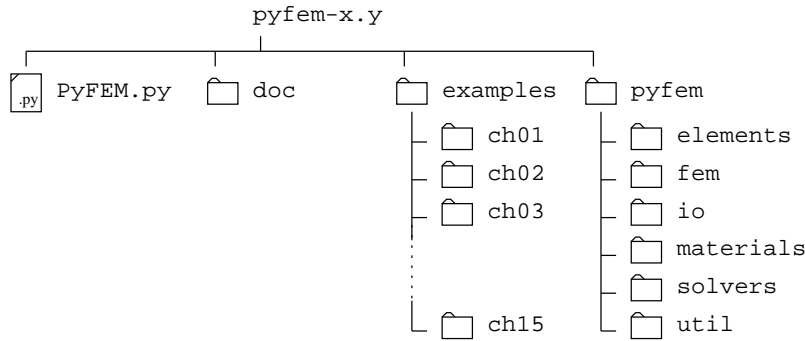 pyfem-x.y
.py PyFEM.py doc examples pyfem
ch01 elements
ch02 fem
ch03 io
materials
solvers
ch15 util